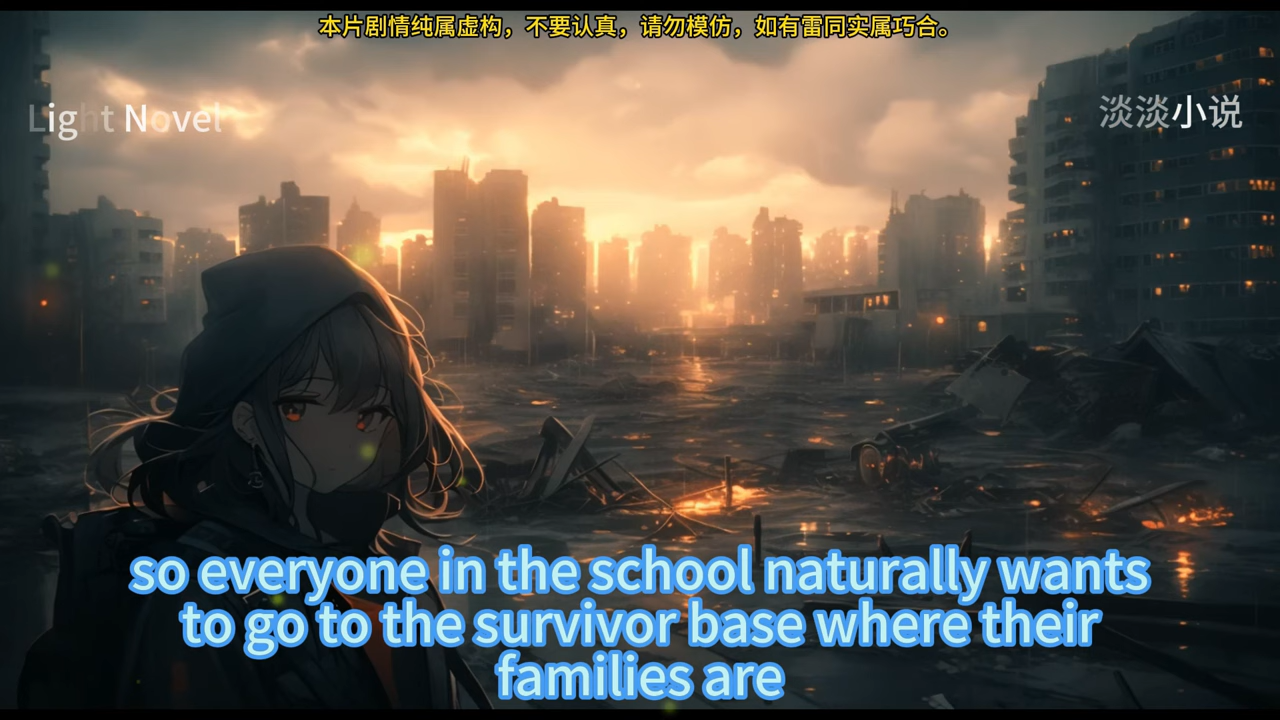 本片剧情纯属虚构，不要认真，请勿模仿，如有雷同实属巧合。
Light Novel
淡淡小说
so everyone in the school naturally wants
to go to the survivor base where their
families are